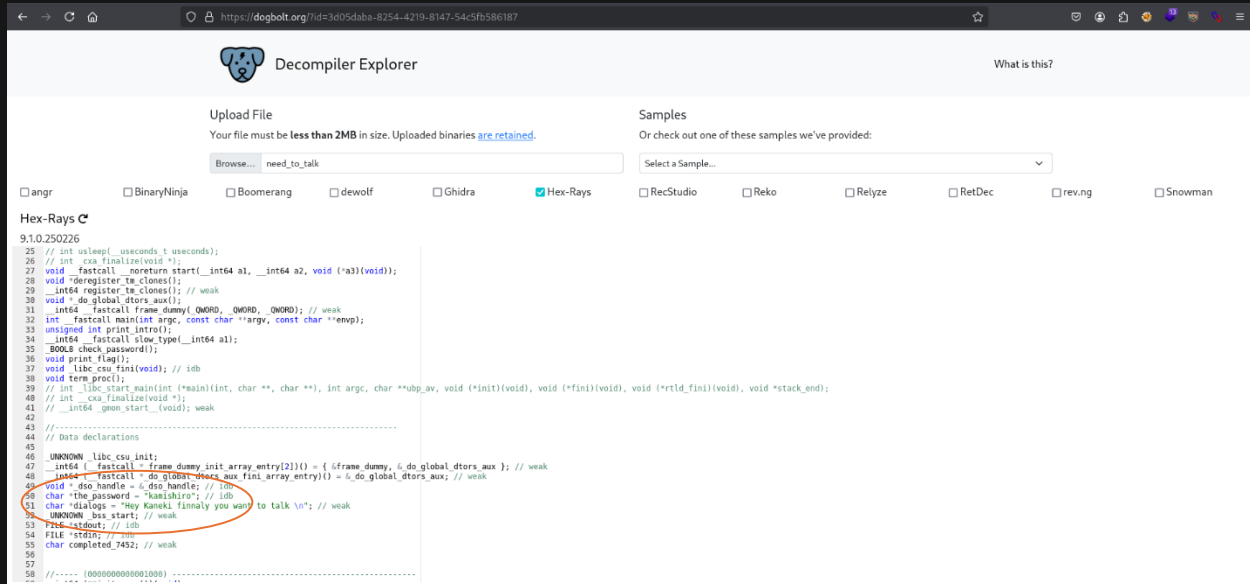 https://dogbolt.org/?id=3d05daba-8254-4219-8147-54c5fb586187
13
Decompiler Explorer
What is this?
Upload File
Samples
Your file must be less than 2MB in size. Uploaded binaries are retained.
Or check out one of these samples we've provided:
Browse... need_to_talk
Select a Sample...
angr BinaryNinja Boomerang dewolf Ghidra Hex-Rays RecStudio Reko Relyze RetDec rev.ng Snowman
Hex-Rays
9.1.0.250226
25 // int usleep(__useconds_t useconds);
26 // int _cxa_finalize(void *);
27 void __fastcall __noreturn start(__int64 a1, __int64 a2, void (*a3)(void));
28 void *deregister_tm_clones();
29 __int64 register_tm_clones(); // weak
30 void *_do_global_dtors_aux();
31 __int64 __fastcall frame_dummy(_QWORD, _QWORD, _QWORD); // weak
32 int __fastcall main(int argc, const char **argv, const char **envp);
33 unsigned int print_intro();
34 __int64 __fastcall slow_type(__int64 a1);
35 _BOOL8 check_password();
36 void print_flag();
37 void _libc_csu_fini(void); // idb
38 void term_proc();
39 // int _libc_start_main(int (*main)(int, char **, char **), int argc, char **ubp_av, void (*init)(void), void (*fini)(void), void (*rtld_fini)(void), void *stack_end);
40 // int __cxa_finalize(void *);
41 // __int64 _gmon_start__(void); weak
42
43 //-------------------------------------------------------------------------
44 // Data declarations
45
46 _UNKNOWN _libc_csu_init;
47 __int64 (__fastcall *_frame_dummy_init_array_entry[2])() = { &frame_dummy, &_do_global_dtors_aux }; // weak
48 __int64 (__fastcall *_do_global_dtors_aux_fini_array_entry)() = &_do_global_dtors_aux; // weak
49 void *_dso_handle = &_dso_handle; // idb
50 char *the_password = "kamishiro"; // idb
51 char *dialogs = "Hey Kaneki finnaly you want to talk \n"; // weak
52 _UNKNOWN _bss_start; // weak
53 FILE *stdout; // idb
54 FILE *stdin; // idb
55 char completed_7452; // weak
56
57
58 //----- (0000000000001000) ----------------------------------------------------